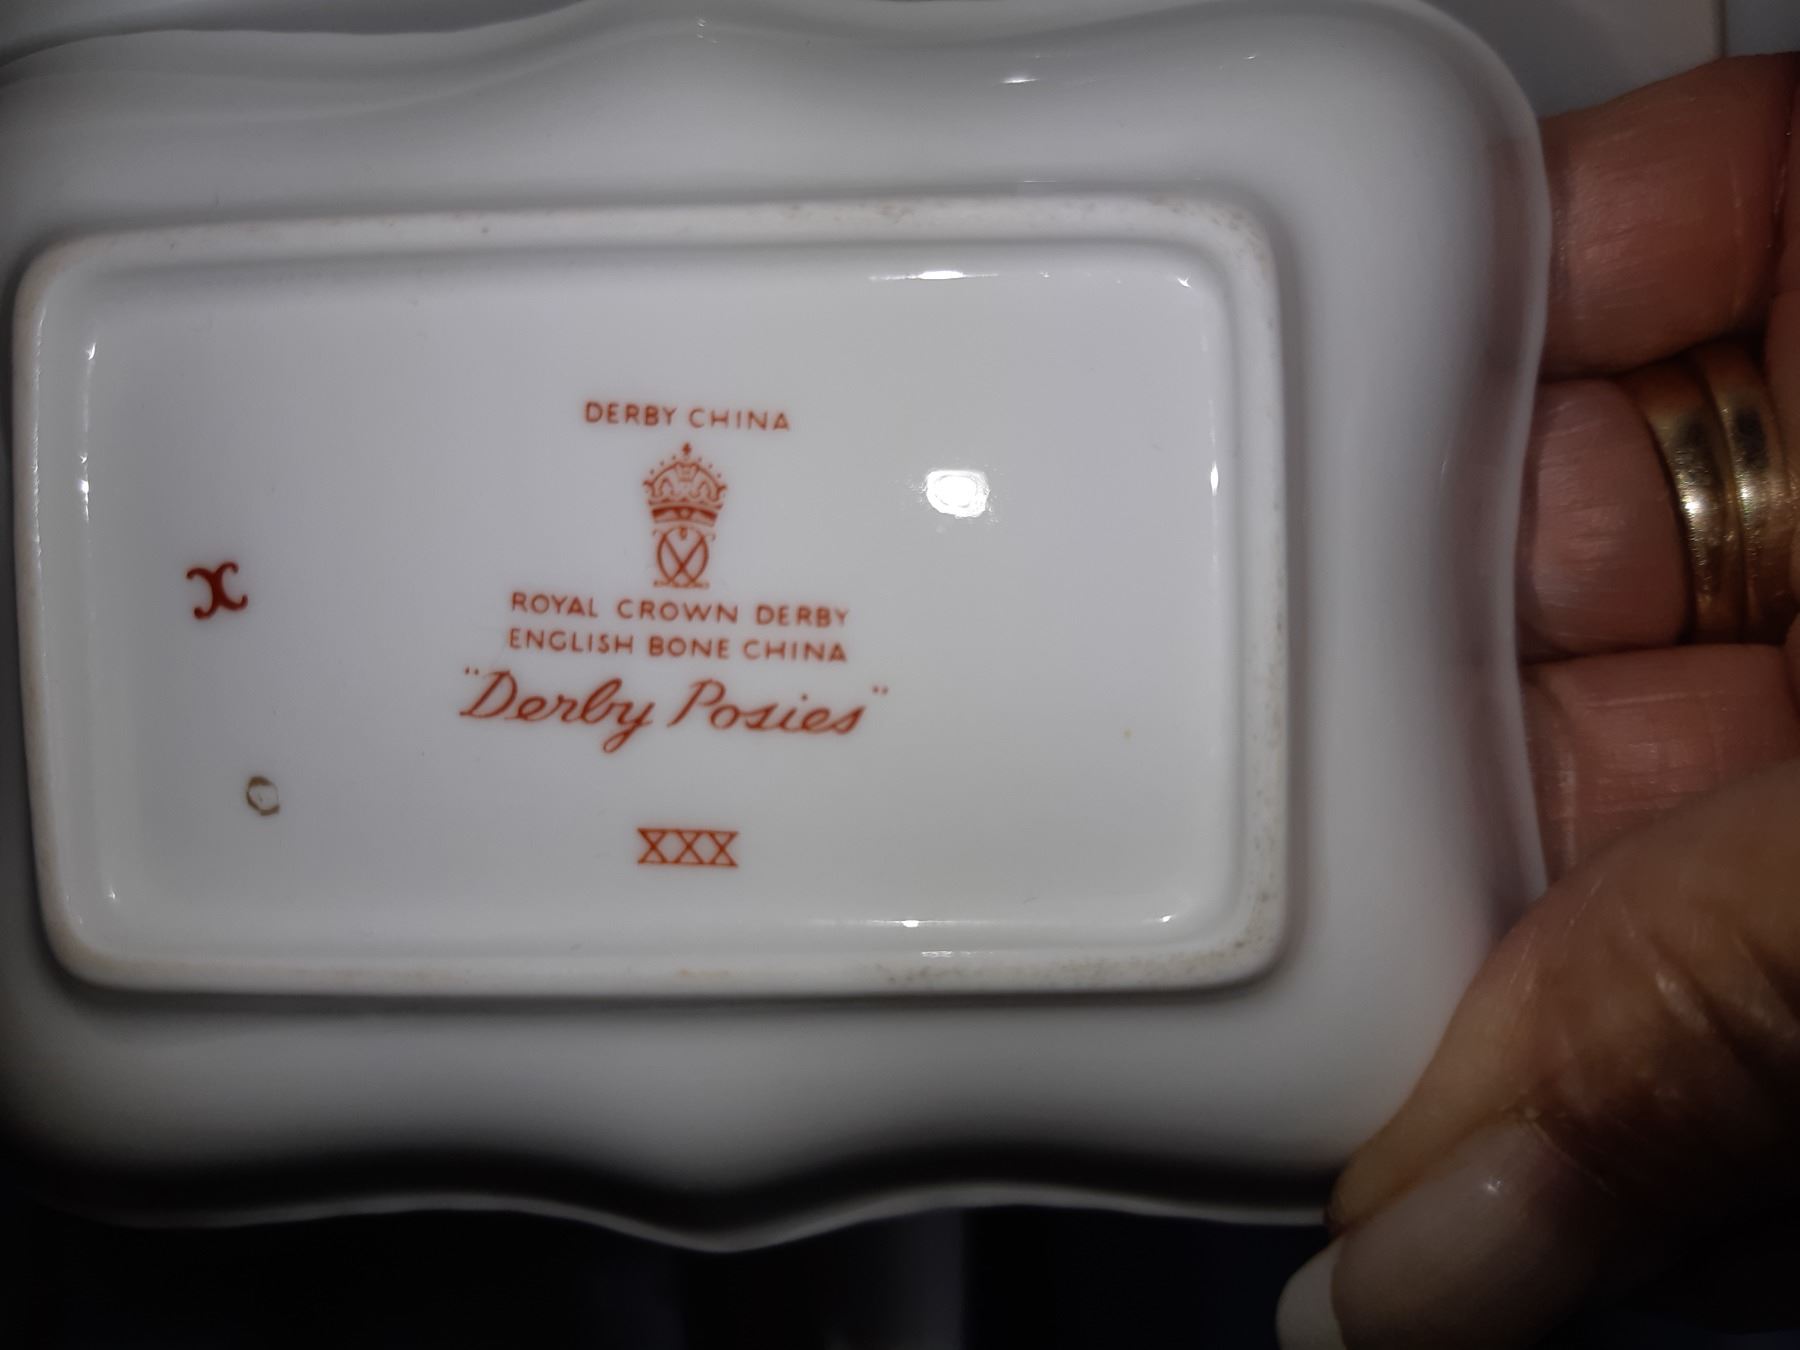 DERBY CHINA
ROYAL CROWN DERBY
ENGLISH BONE CHINA
"Derby Posies"
X
XXX